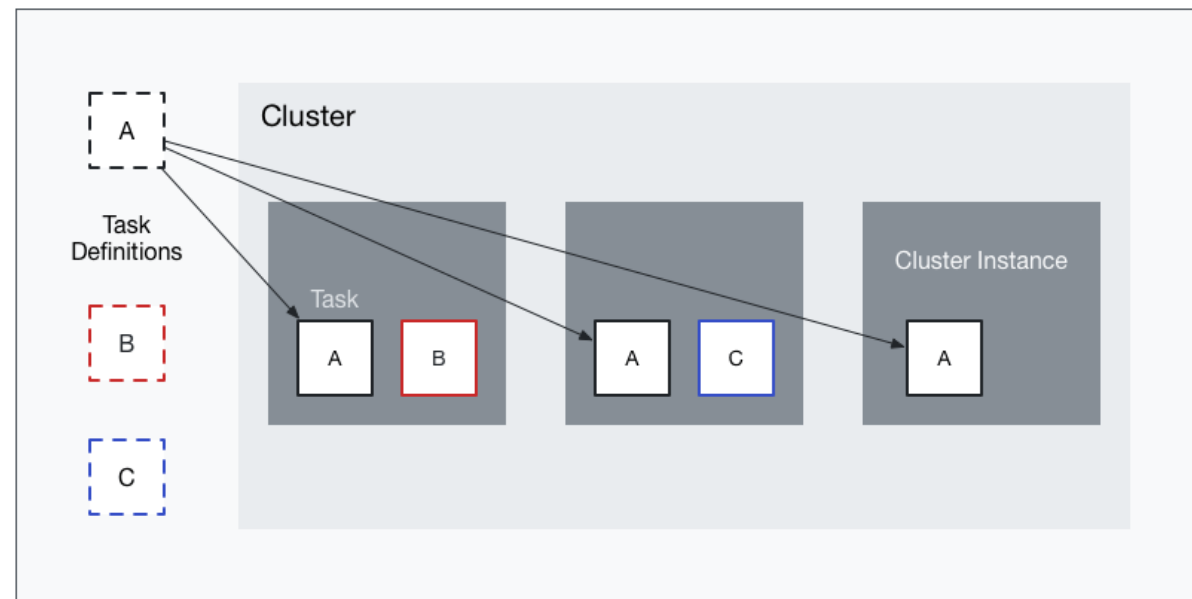 A
Cluster
Task
Definitions
Cluster Instance
Task
B
A
B
A
C
A
C